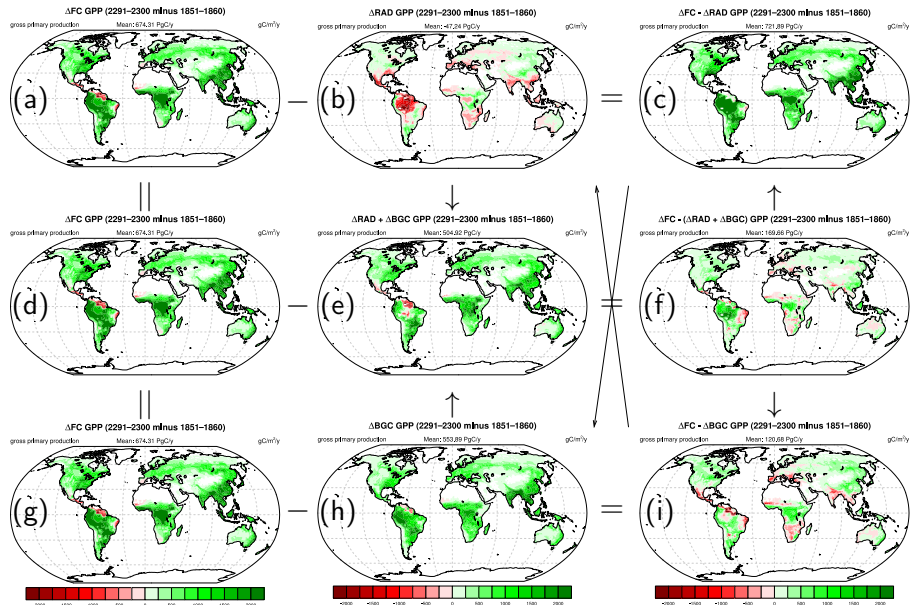 ΔFC GPP (2291–2300 minus 1851–1860)
gross primary production Mean: 674.31 PgC/y gC/m²/y
(a)
—
ΔRAD GPP (2291–2300 minus 1851–1860)
gross primary production Mean: -47.24 PgC/y gC/m²/y
(b)
=
ΔFC - ΔRAD GPP (2291–2300 minus 1851–1860)
gross primary production Mean: 721.89 PgC/y gC/m²/y
(c)
ΔFC GPP (2291–2300 minus 1851–1860)
gross primary production Mean: 674.31 PgC/y gC/m²/y
(d)
—
ΔRAD + ΔBGC GPP (2291–2300 minus 1851–1860)
gross primary production Mean: 504.92 PgC/y gC/m²/y
(e)
=
ΔFC - (ΔRAD + ΔBGC) GPP (2291–2300 minus 1851–1860)
gross primary production Mean: 169.66 PgC/y gC/m²/y
(f)
ΔFC GPP (2291–2300 minus 1851–1860)
gross primary production Mean: 674.31 PgC/y gC/m²/y
(g)
—
ΔBGC GPP (2291–2300 minus 1851–1860)
gross primary production Mean: 553.89 PgC/y gC/m²/y
(h)
=
ΔFC - ΔBGC GPP (2291–2300 minus 1851–1860)
gross primary production Mean: 120.68 PgC/y gC/m²/y
(i)
-2000 -1500 -1000 -500 0 500 1000 1500 2000
-2000 -1500 -1000 -500 0 500 1000 1500 2000